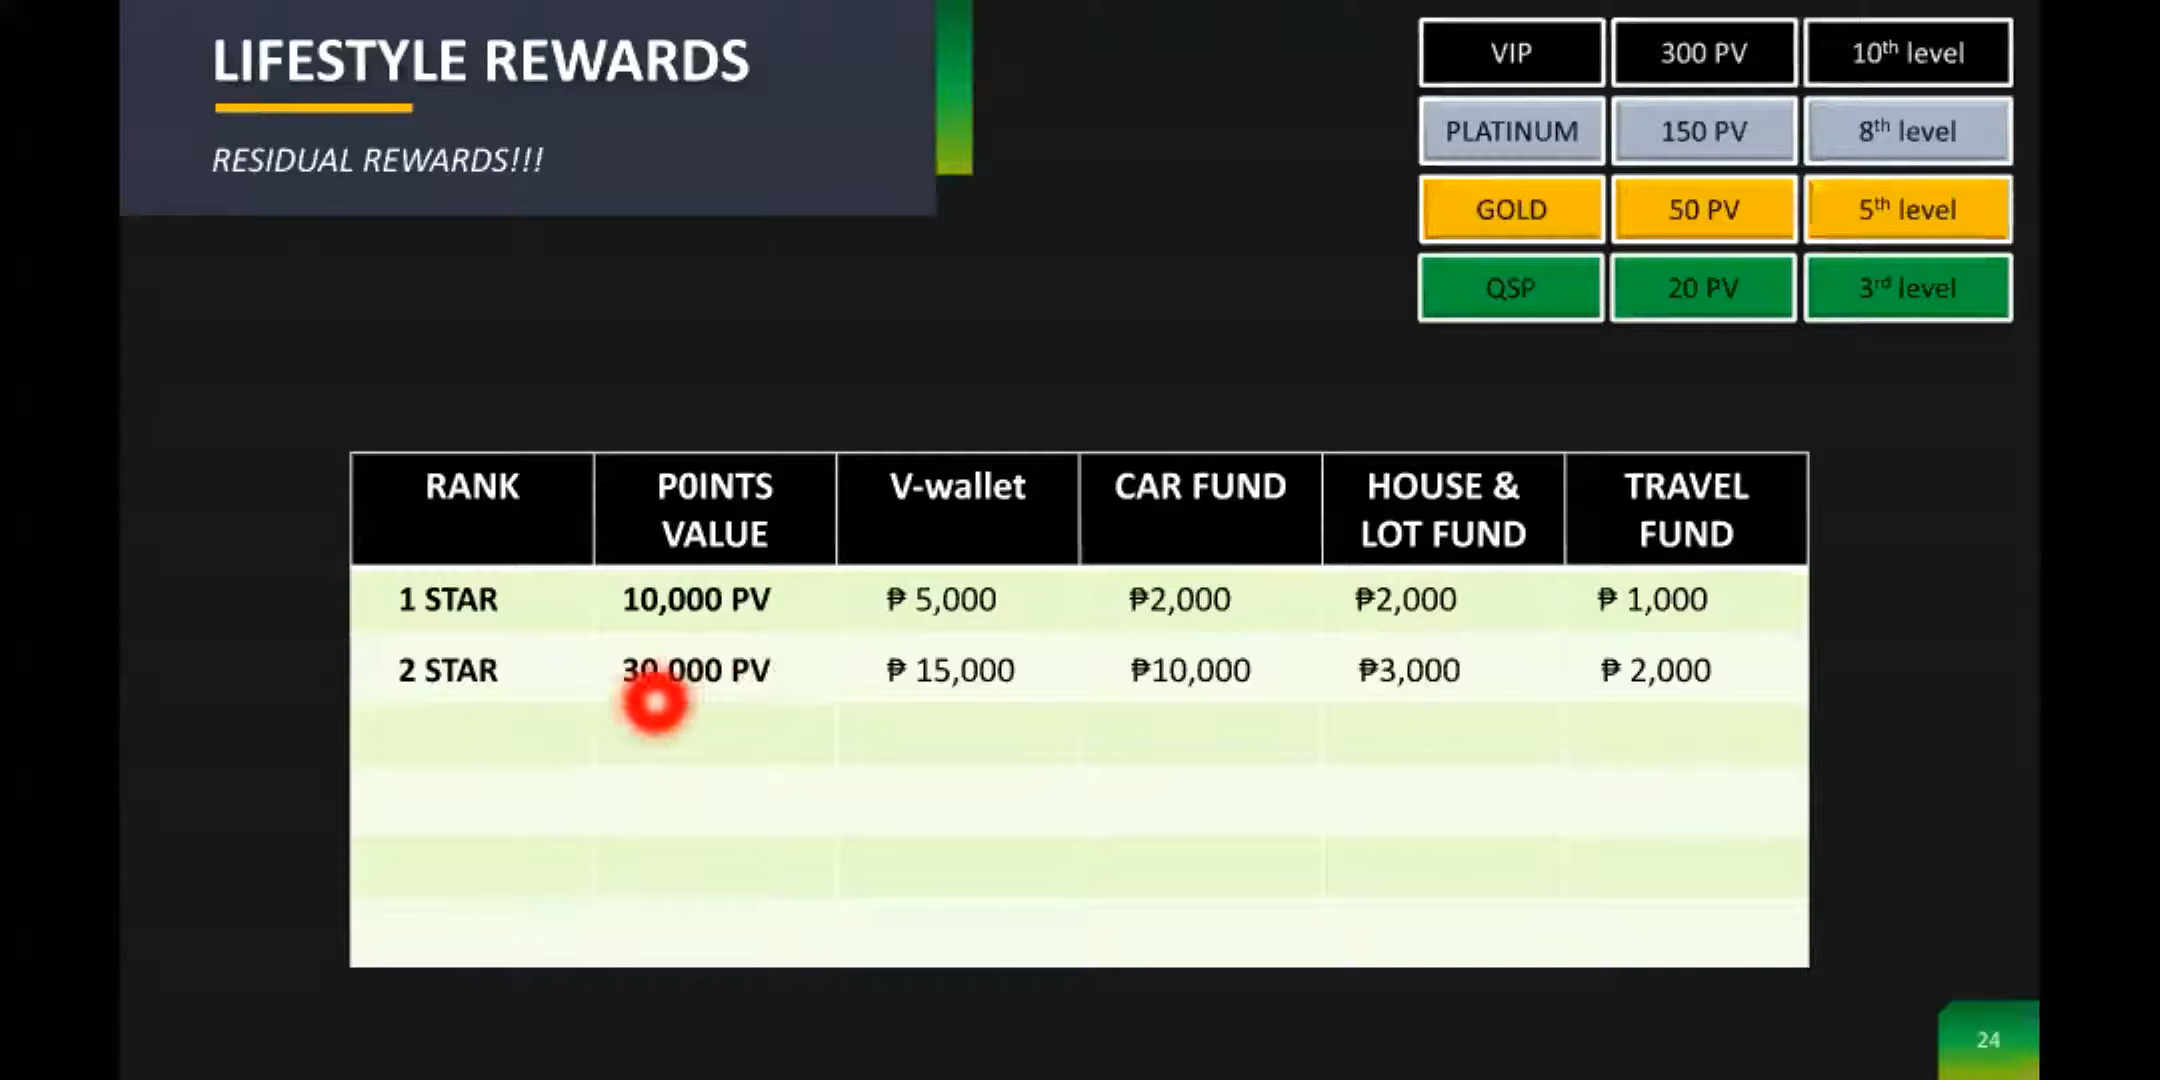 LIFESTYLE REWARDS
RESIDUAL REWARDS!!!
VIP 300 PV 10th level
PLATINUM 150 PV 8th level
GOLD 50 PV 5th level
QSP 20 PV 3rd level
RANK P0INTS VALUE V-wallet CAR FUND HOUSE & LOT FUND TRAVEL FUND
1 STAR 10,000 PV ₱ 5,000 ₱2,000 ₱2,000 ₱ 1,000
2 STAR 30,000 PV ₱ 15,000 ₱10,000 ₱3,000 ₱ 2,000
24